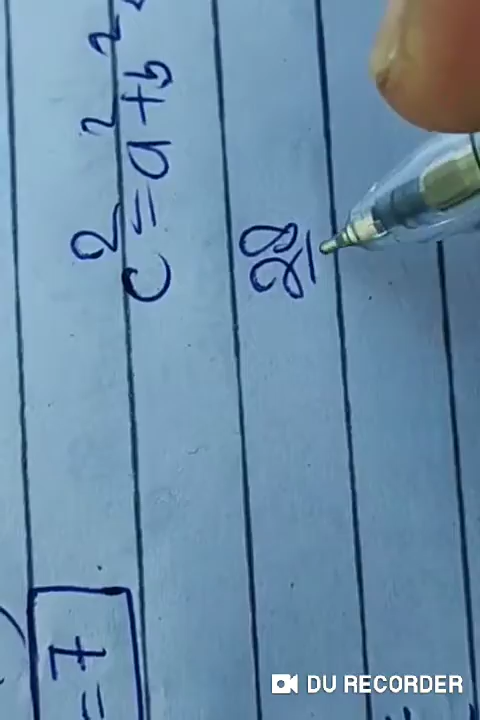 c² = a² + b²
28
= 7
DU RECORDER